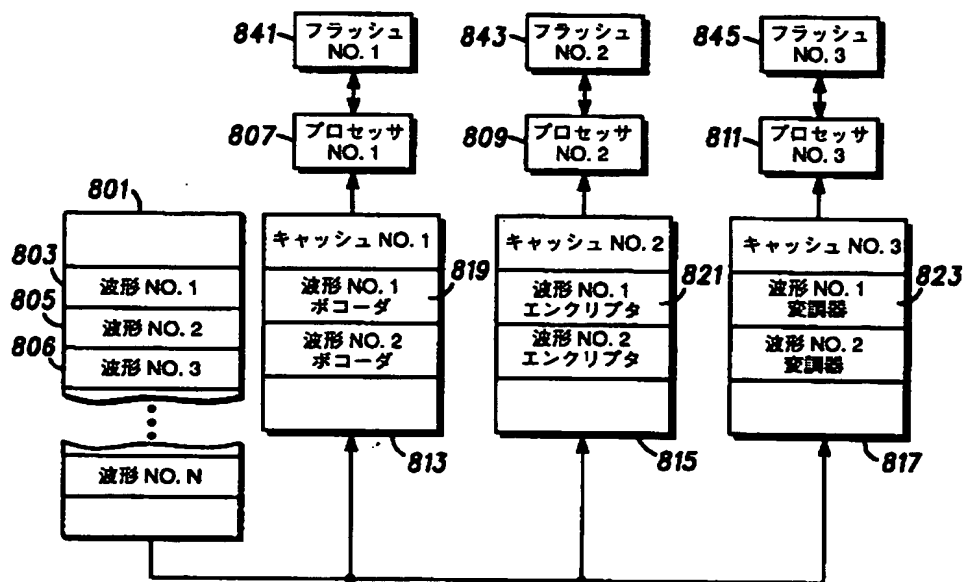 841
フラッシュ
NO. 1
843
フラッシュ
NO. 2
845
フラッシュ
NO. 3
807
プロセッサ
NO. 1
809
プロセッサ
NO. 2
811
プロセッサ
NO. 3
801
803
805
806
波形 NO. 1
波形 NO. 2
波形 NO. 3
波形 NO. N
キャッシュ NO. 1
波形 NO. 1
ボコーダ
波形 NO. 2
ボコーダ
819
813
キャッシュ NO. 2
波形 NO. 1
エンクリプタ
波形 NO. 2
エンクリプタ
821
815
キャッシュ NO. 3
波形 NO. 1
変調器
波形 NO. 2
変調器
823
817